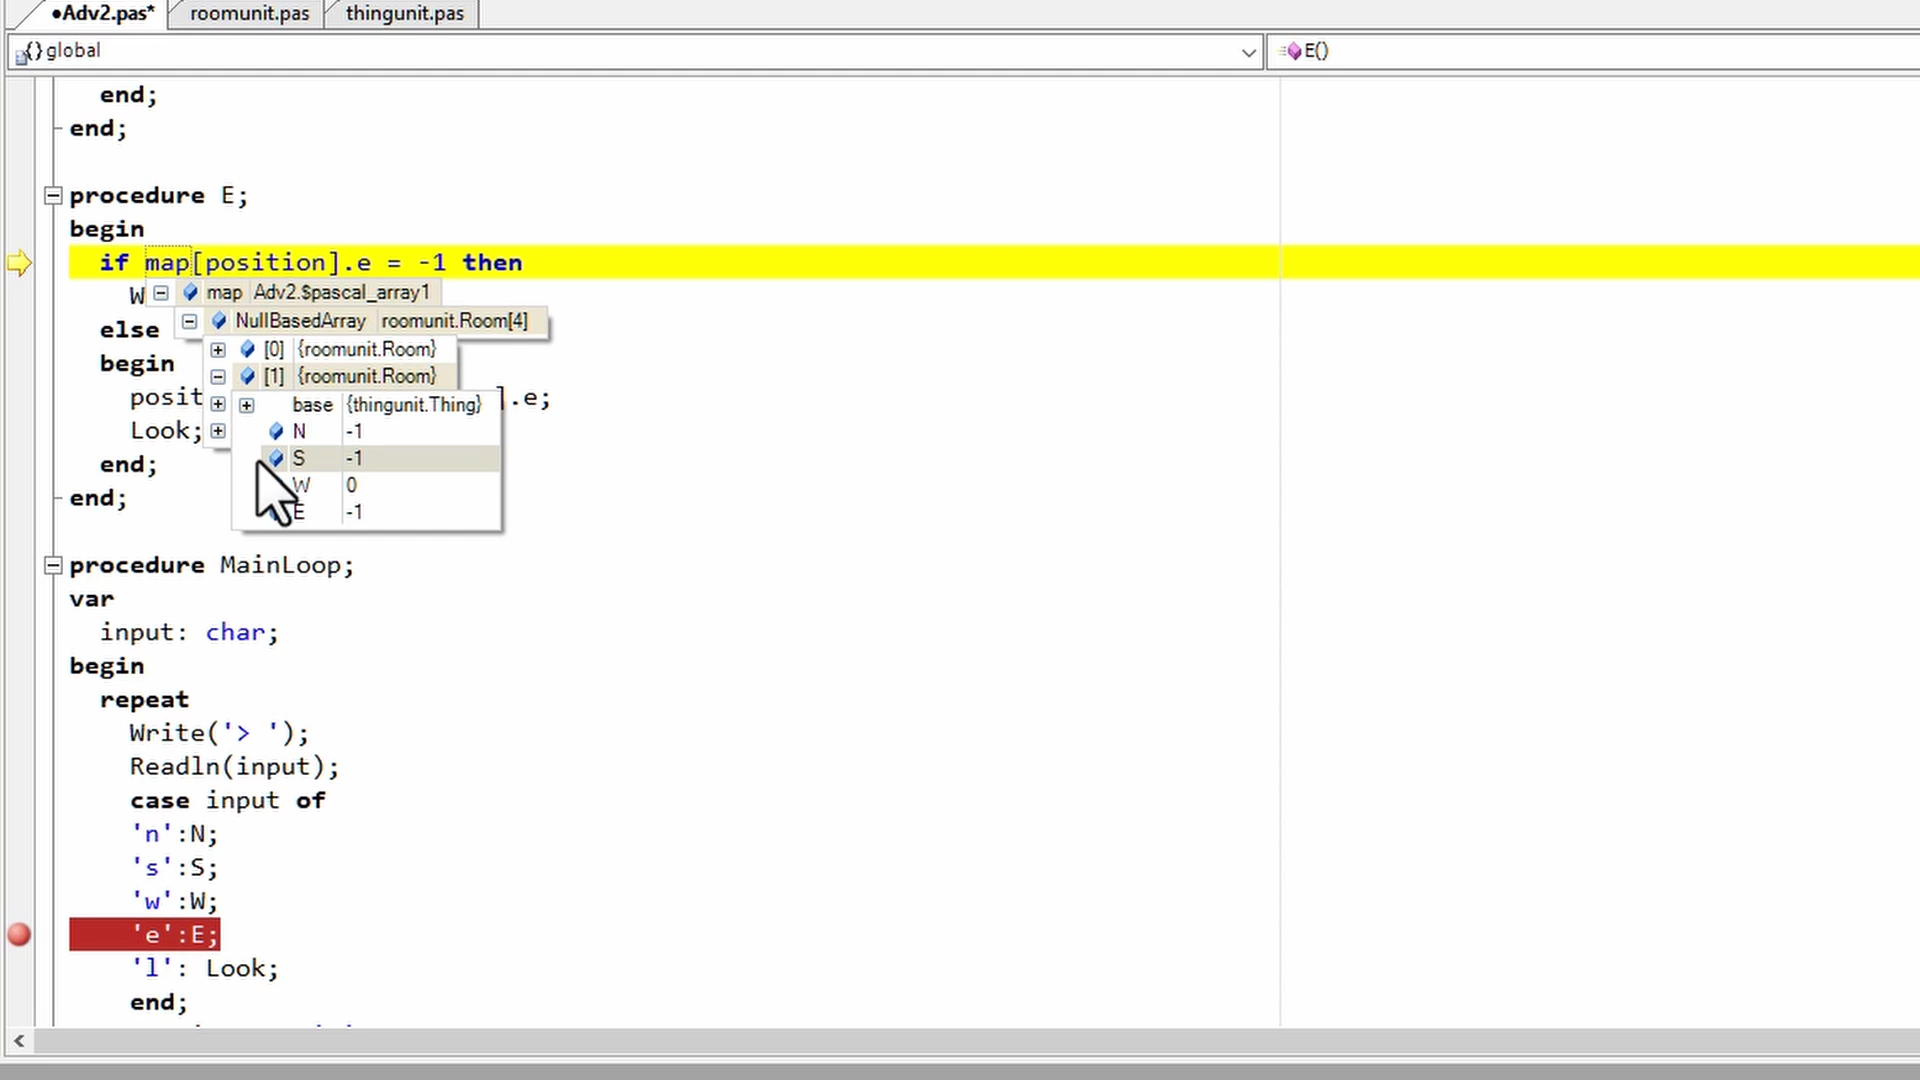 •Adv2.pas* roomunit.pas thingunit.pas
{} global E()
end;
end;
procedure E;
begin
if map[position].e = -1 then
W map Adv2.$pascal_array1
NullBasedArray roomunit.Room[4]
else
[0] {roomunit.Room}
begin
[1] {roomunit.Room}
posit ].e;
base {thingunit.Thing}
Look;
N -1
S -1
end;
W 0
end;
E -1
procedure MainLoop;
var
input: char;
begin
repeat
Write('> ');
Readln(input);
case input of
'n':N;
's':S;
'w':W;
'e':E;
'l': Look;
end;